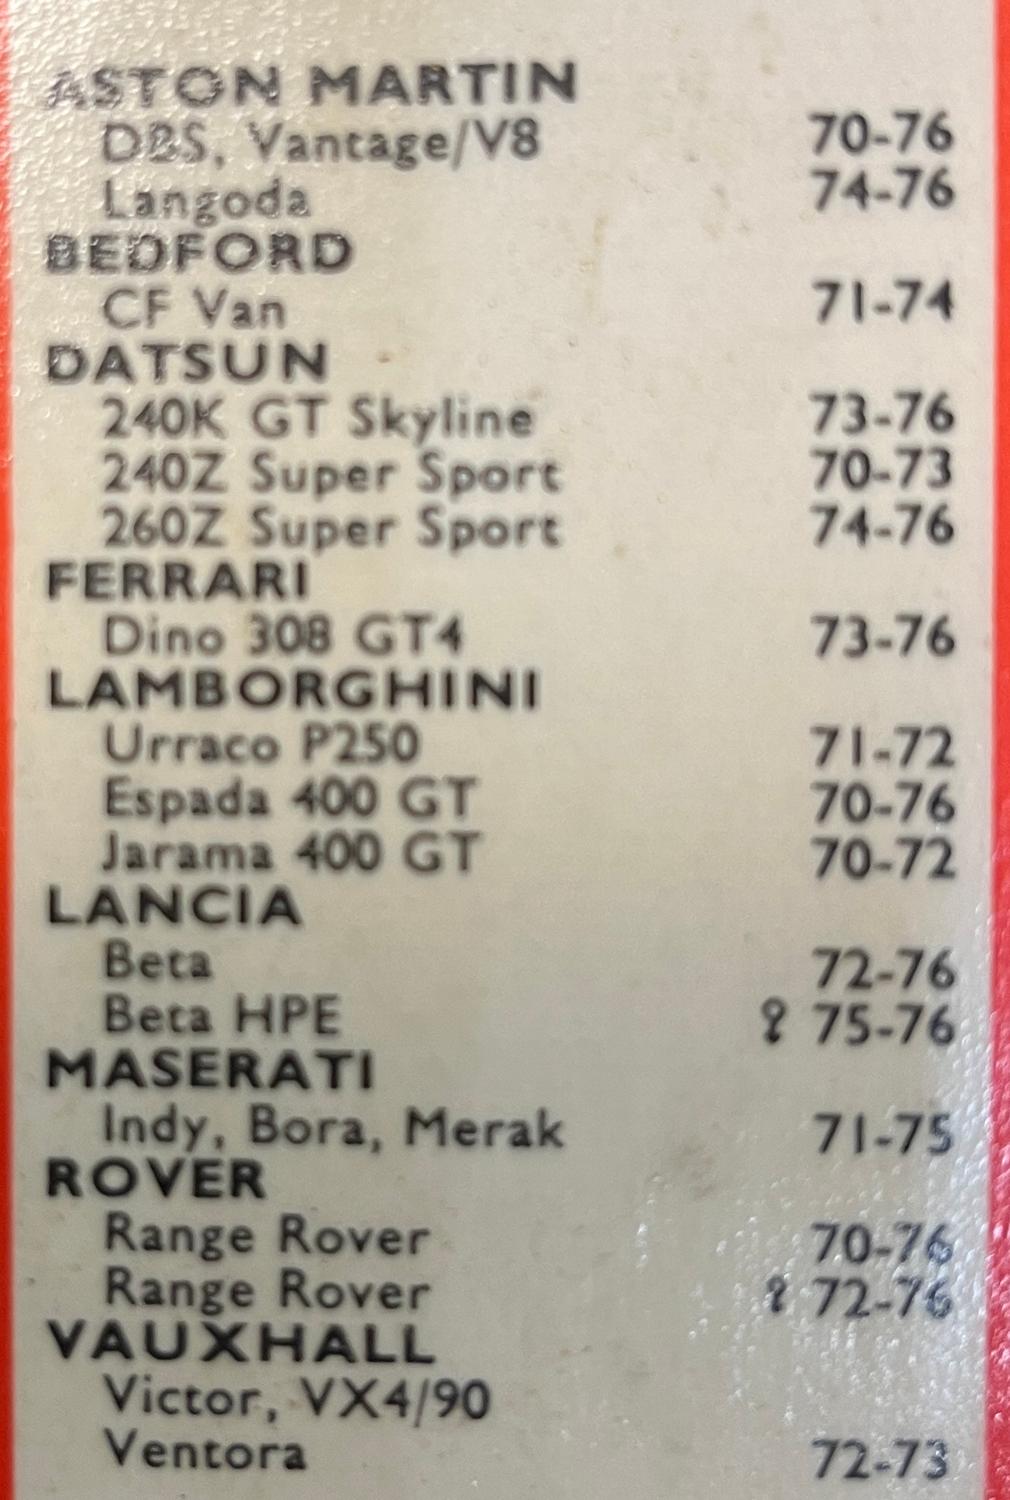 ASTON MARTIN
DBS, Vantage/V8 70-76
Langoda 74-76
BEDFORD
CF Van 71-74
DATSUN
240K GT Skyline 73-76
240Z Super Sport 70-73
260Z Super Sport 74-76
FERRARI
Dino 308 GT4 73-76
LAMBORGHINI
Urraco P250 71-72
Espada 400 GT 70-76
Jarama 400 GT 70-72
LANCIA
Beta 72-76
Beta HPE 75-76
MASERATI
Indy, Bora, Merak 71-75
ROVER
Range Rover 70-76
Range Rover 72-76
VAUXHALL
Victor, VX4/90
Ventora 72-73